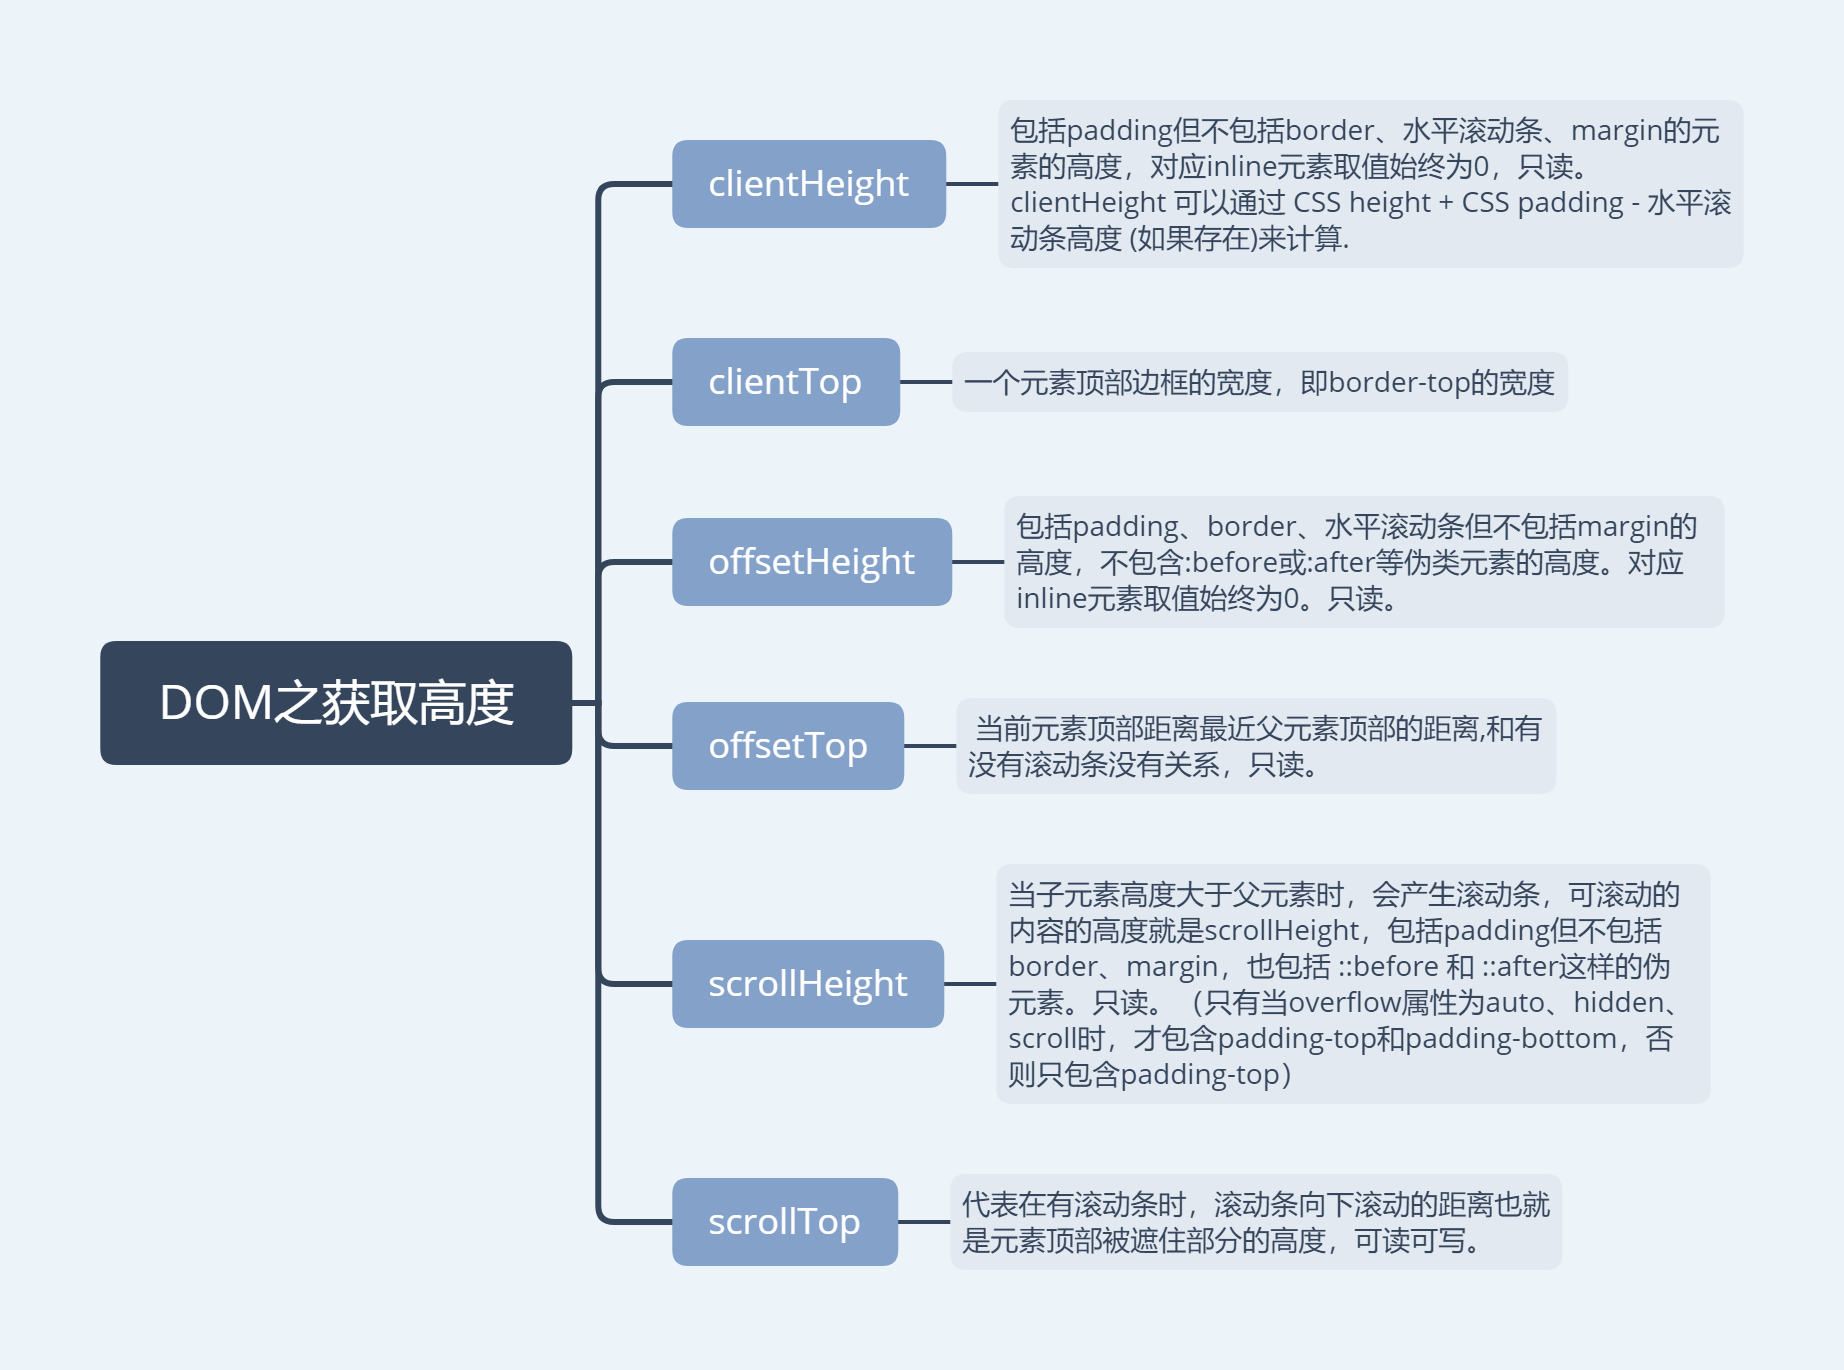 DOM之获取高度
clientHeight
包括padding但不包括border、水平滚动条、margin的元
素的高度，对应inline元素取值始终为0，只读。
clientHeight 可以通过 CSS height + CSS padding - 水平滚
动条高度 (如果存在)来计算.
clientTop
一个元素顶部边框的宽度，即border-top的宽度
offsetHeight
包括padding、border、水平滚动条但不包括margin的
高度，不包含:before或:after等伪类元素的高度。对应
inline元素取值始终为0。只读。
offsetTop
当前元素顶部距离最近父元素顶部的距离,和有
没有滚动条没有关系，只读。
scrollHeight
当子元素高度大于父元素时，会产生滚动条，可滚动的
内容的高度就是scrollHeight，包括padding但不包括
border、margin，也包括 ::before 和 ::after这样的伪
元素。只读。（只有当overflow属性为auto、hidden、
scroll时，才包含padding-top和padding-bottom，否
则只包含padding-top）
scrollTop
代表在有滚动条时，滚动条向下滚动的距离也就
是元素顶部被遮住部分的高度，可读可写。